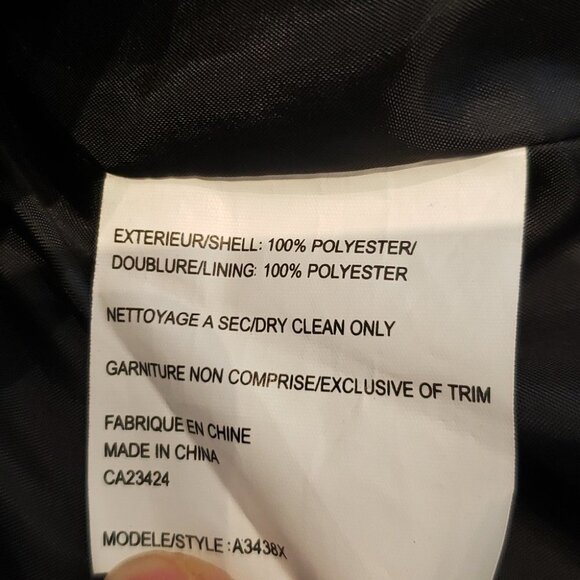 EXTERIEUR/SHELL: 100% POLYESTER/
DOUBLURE/LINING: 100% POLYESTER
NETTOYAGE A SEC/DRY CLEAN ONLY
GARNITURE NON COMPRISE/EXCLUSIVE OF TRIM
FABRIQUE EN CHINE
MADE IN CHINA
CA23424
MODELE/STYLE :A3438X